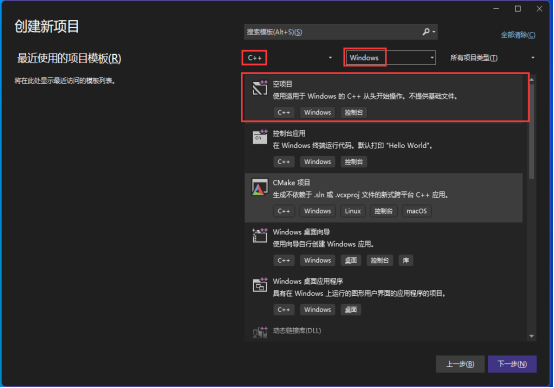 创建新项目
搜索模板(Alt+S)(S)
全部清除(C)
最近使用的项目模板(R)
C++
Windows
所有项目类型(T)
将在此处显示最近访问的模板列表。
空项目
使用适用于 Windows 的 C++ 从头开始操作。不提供基础文件。
C++ Windows 控制台
控制台应用
在 Windows 终端运行代码。默认打印 "Hello World"。
C++ Windows 控制台
CMake 项目
生成不依赖于 .sln 或 .vcxproj 文件的新式跨平台 C++ 应用。
C++ Windows Linux 控制台 macOS
Windows 桌面向导
使用向导自行创建 Windows 应用。
C++ Windows 桌面 控制台 库
Windows 桌面应用程序
具有在 Windows 上运行的图形用户界面的应用程序的项目。
C++ Windows 桌面
动态链接库(DLL)
上一步(B)
下一步(N)